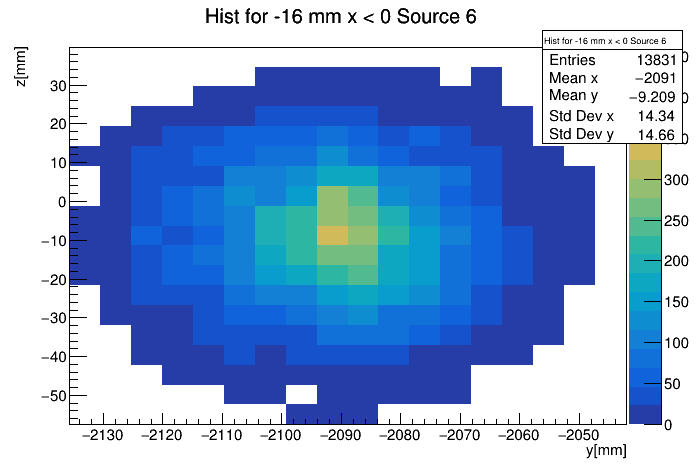 Hist for -16 mm x < 0 Source 6
z[mm]
Hist for -16 mm x < 0 Source 6
Entries 13831
Mean x −2091
Mean y −9.209
Std Dev x 14.34
Std Dev y 14.66
30
20
10
0
−10
−20
−30
−40
−50
−2130 −2120 −2110 −2100 −2090 −2080 −2070 −2060 −2050
y[mm]
300
250
200
150
100
50
0